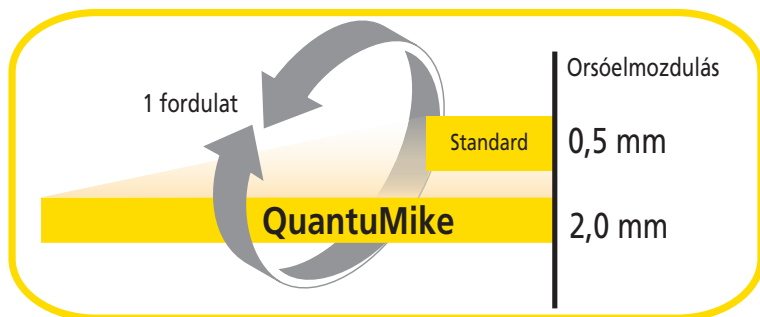 Orsóelmozdulás
1 fordulat
Standard
0,5 mm
QuantuMike
2,0 mm